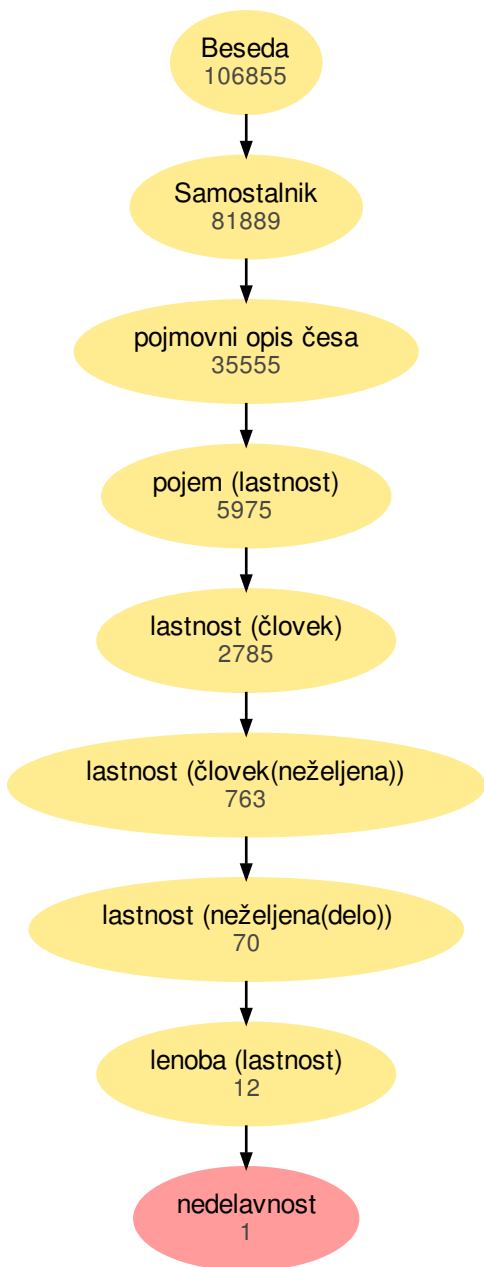 Beseda
106855
Samostalnik
81889
pojmovni opis česa
35555
pojem (lastnost)
5975
lastnost (človek)
2785
lastnost (človek(neželjena))
763
lastnost (neželjena(delo))
70
lenoba (lastnost)
12
nedelavnost
1